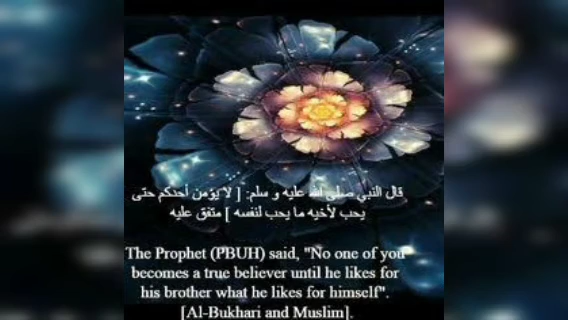 قال النبي صلى الله عليه و سلم: [ لا يؤمن أحدكم حتى
يحب لأخيه ما يحب لنفسه ] متفق عليه
The Prophet (PBUH) said, "No one of you
becomes a true believer until he likes for
his brother what he likes for himself".
[Al-Bukhari and Muslim].